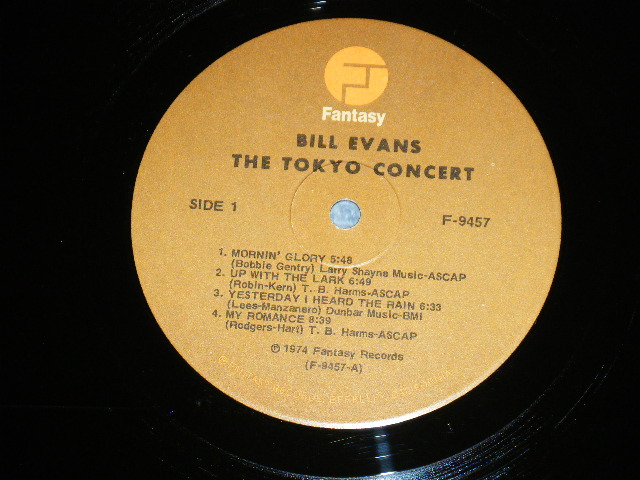 Fantasy
BILL EVANS
THE TOKYO CONCERT
SIDE 1
F-9457
1. MORNIN' GLORY 5:48
(Bobbie Gentry) Larry Shayne Music-ASCAP
2. UP WITH THE LARK 6:49
(Robin-Kern) T. B. Harms-ASCAP
3. YESTERDAY I HEARD THE RAIN 6:33
(Lees-Manzanero) Dunbar Music-BMI
4. MY ROMANCE 8:39
(Rodgers-Hart) T. B. Harms-ASCAP
℗ 1974 Fantasy Records
(F-9457-A)
BERKELEY